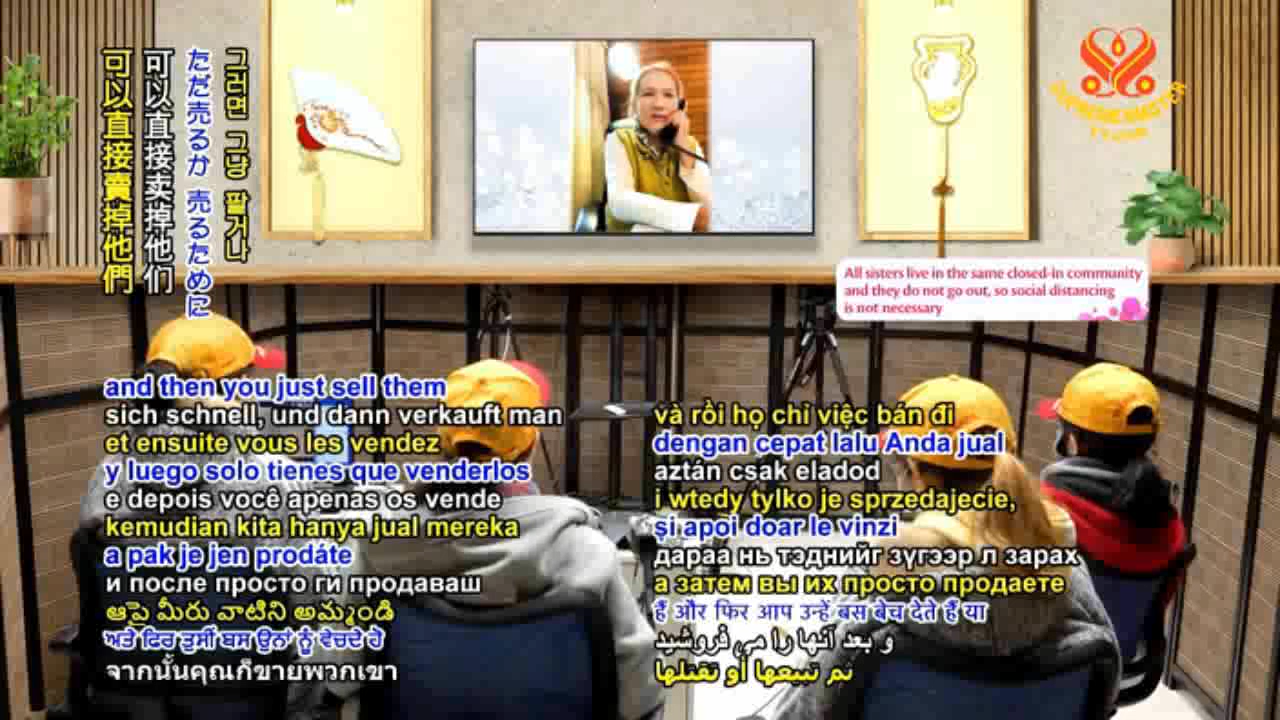 可以直接賣掉他們
可以直接卖掉他们
ただ売るか 売るために
그러면 그냥 팔거나
SUPREME MASTER
All sisters live in the same closed-in community
and they do not go out, so social distancing
is not necessary
and then you just sell them
sich schnell, und dann verkauft man
et ensuite vous les vendez
y luego solo tienes que venderlos
e depois você apenas os vende
kemudian kita hanya jual mereka
a pak je jen prodáte
и после просто ги продаваш
ఆపై మీరు వాటిని అమ్మండి
ਅਤੇ ਫਿਰ ਤੁਸੀਂ ਬਸ ਉਨਾਂ ਨੂੰ ਵੇਚਦੇ ਹੋ
จากนั้นคุณก็ขายพวกเขา
và rồi họ chỉ việc bán đi
dengan cepat lalu Anda jual
aztán csak eladod
i wtedy tylko je sprzedajecie,
și apoi doar le vinzi
дараа нь тэднийг зүгээр л зарах
а затем вы их просто продаете
हैं और फिर आप उन्हें बस बेच देते हैं या
و بعد آنها را می فروشید
ثم تبيعها أو تقتلها